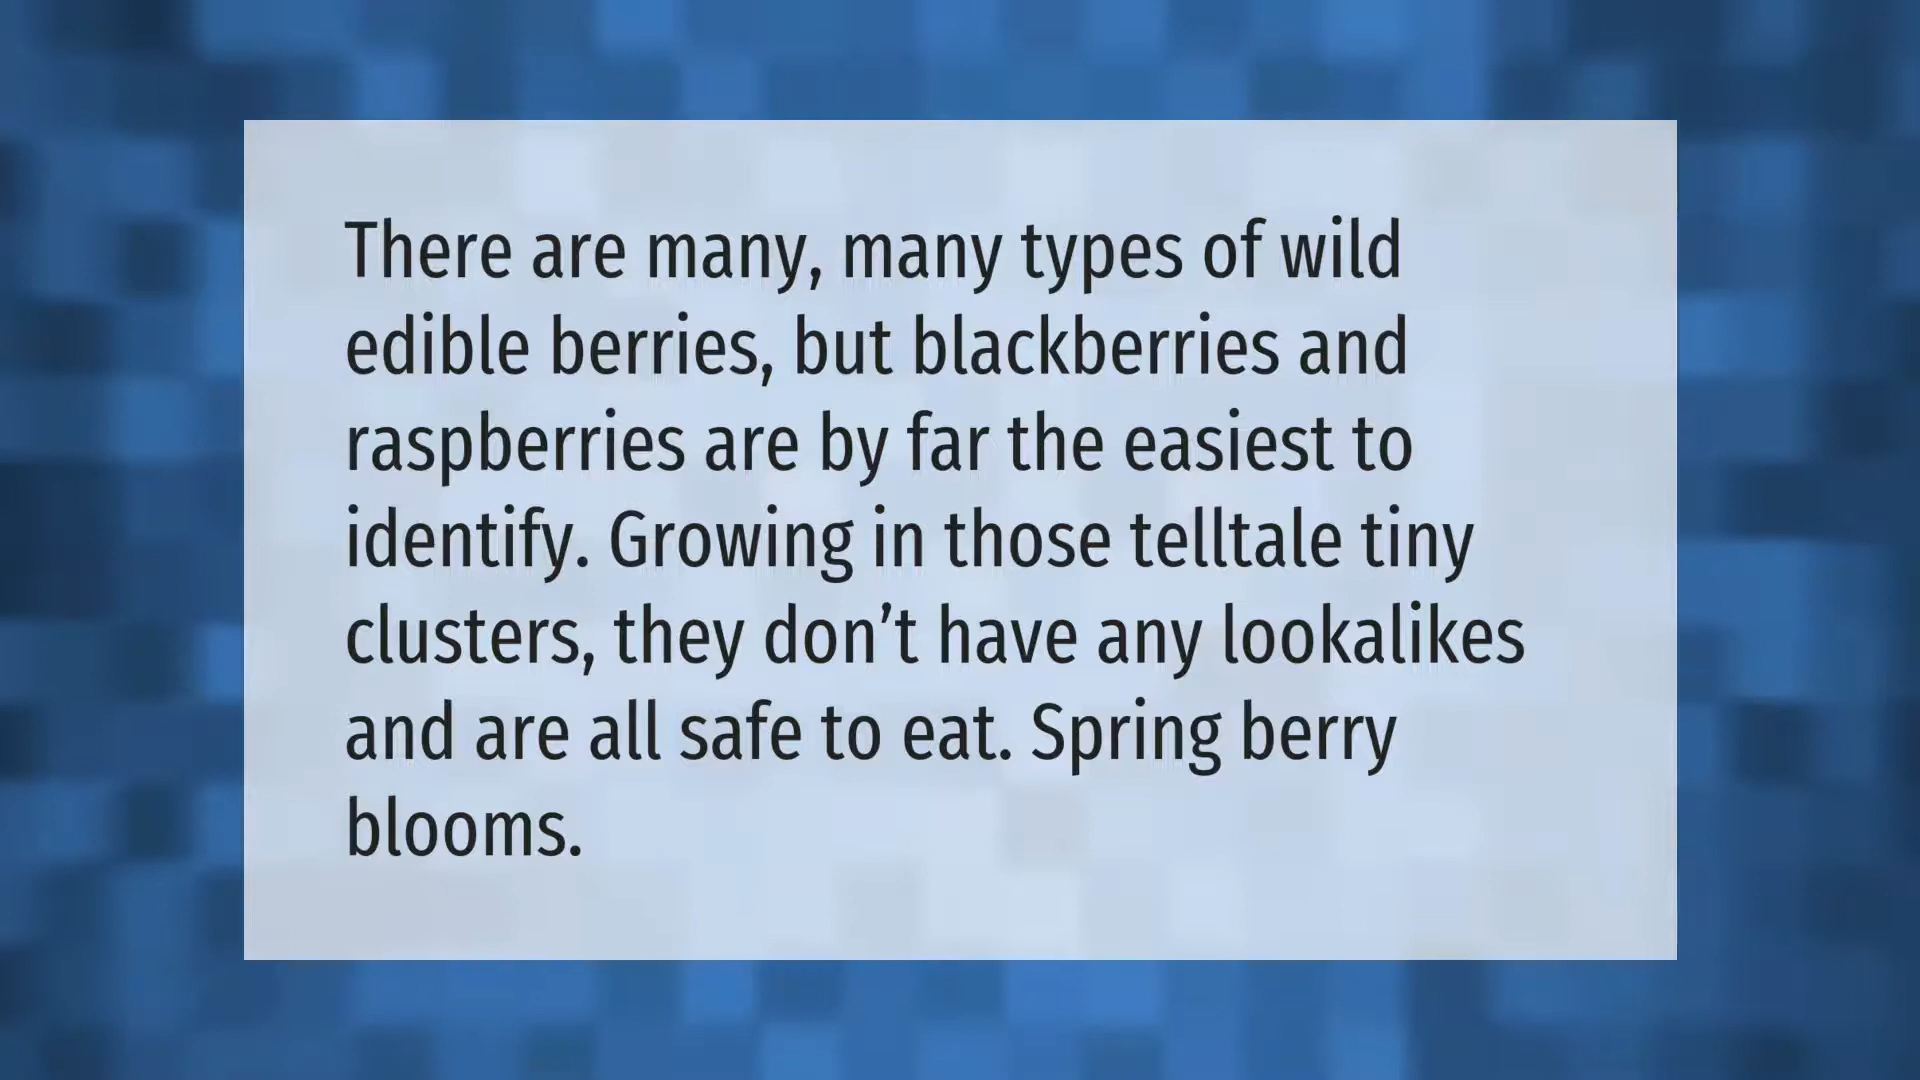 There are many, many types of wild
edible berries, but blackberries and
raspberries are by far the easiest to
identify. Growing in those telltale tiny
clusters, they don’t have any lookalikes
and are all safe to eat. Spring berry
blooms.